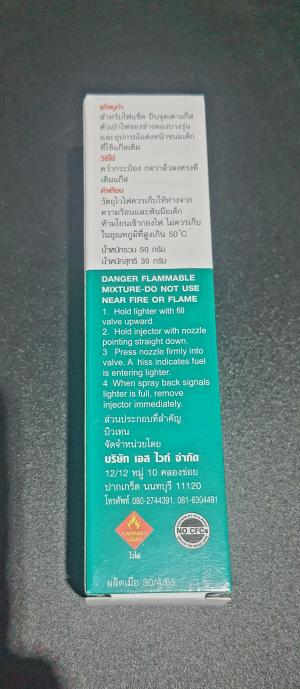 แก๊สบูท่า
สำหรับไฟแช็ค ปืนจุดเตาแก๊ส
ตัวเป่าไฟของช่างทองบางรุ่น
และอุปกรณ์แต่งหน้าขนมเค้ก
ที่ใช้แก๊สเติม
วิธีใช้
คว่ำกระป๋อง กดวาล์วลงตรงที่
เติมแก๊ส
คำเตือน
วัตถุไวไฟควรเก็บให้ห่างจาก
ความร้อนและพ้นมือเด็ก
ห้ามโยนเข้ากองไฟ ไม่ควรเก็บ
ในอุณหภูมิที่สูงเกิน 50°C
น้ำหนักรวม 50 กรัม
น้ำหนักสุทธิ 30 กรัม
DANGER FLAMMABLE
MIXTURE-DO NOT USE
NEAR FIRE OR FLAME
1. Hold lighter with fill
valve upward.
2. Hold injector with nozzle
pointing straight down.
3 Press nozzle firmly into
valve. A hiss indicates fuel
is entering lighter.
4 When spray back signals
lighter is full, remove
injector immediately.
ส่วนประกอบที่สำคัญ
บิวเทน
จัดจำหน่ายโดย
บริษัท เอส ไวท์ จำกัด
12/12 หมู่ 10 คลองข่อย
ปากเกร็ด นนทบุรี 11120
โทรศัพท์ 080-2744391, 081-6304491
FLAMMABLE
LIQUID
ไวไฟ
NO CFCs
ผลิตเมื่อ 30/4/65